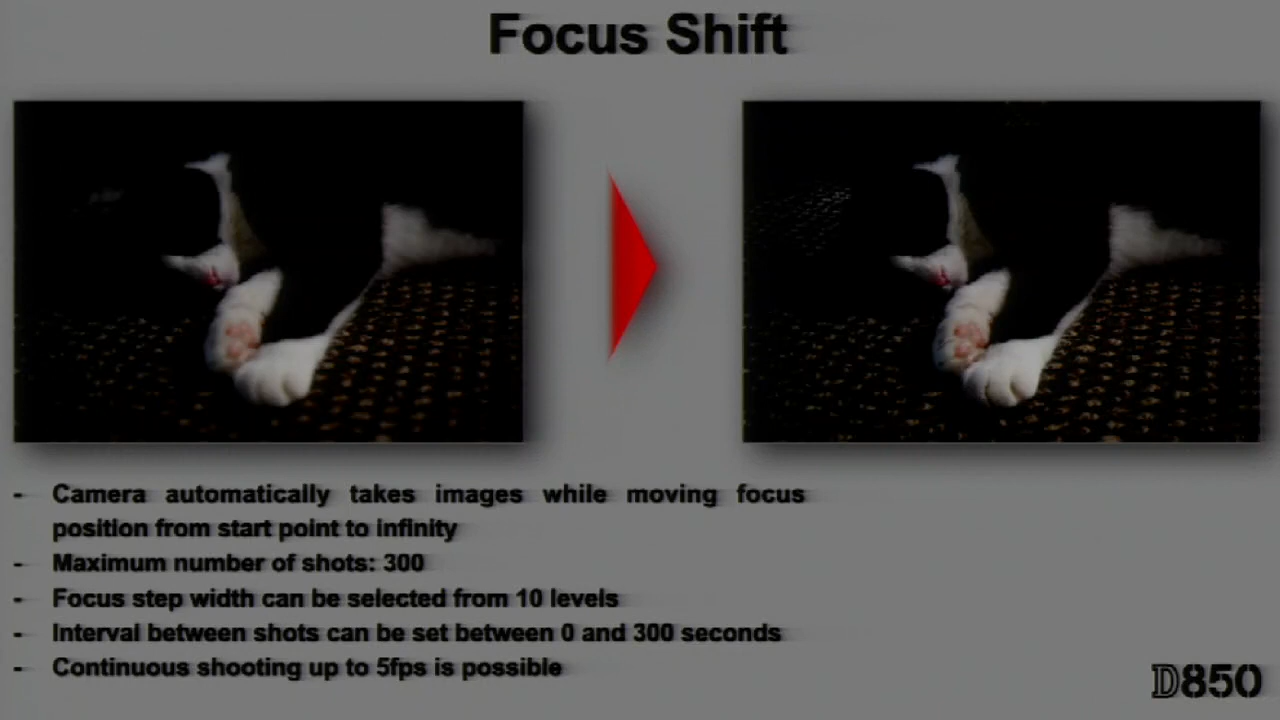 Focus Shift
- Camera automatically takes images while moving focus
position from start point to infinity
- Maximum number of shots: 300
- Focus step width can be selected from 10 levels
- Interval between shots can be set between 0 and 300 seconds
- Continuous shooting up to 5fps is possible
D850